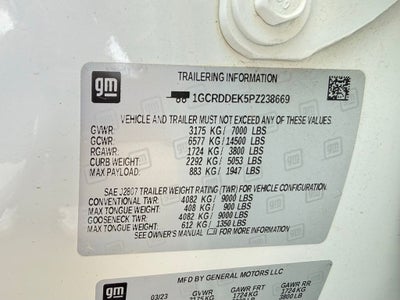 gm
TRAILERING INFORMATION
1GCRDDEK5PZ238669
VEHICLE AND TRAILER MUST NOT EXCEED ANY OF THESE VALUES
GVWR: 3175 KG / 7000 LBS
GCWR: 6577 KG / 14500 LBS
RGAWR: 1724 KG / 3800 LBS
CURB WEIGHT: 2292 KG / 5053 LBS
MAX PAYLOAD: 883 KG / 1947 LBS
SAE J2807 TRAILER WEIGHT RATING (TWR) FOR VEHICLE CONFIGURATION
CONVENTIONAL TWR: 4082 KG / 9000 LBS
MAX TONGUE WEIGHT: 408 KG / 900 LBS
GOOSENECK TWR: 4082 KG / 9000 LBS
MAX TONGUE WEIGHT: 612 KG / 1350 LBS
SEE OWNER'S MANUAL FOR MORE INFORMATION
gm
MFD BY GENERAL MOTORS LLC
03/23 GVWR GAWR FRT GAWR RR
3175 KG 1724 KG 1724 KG
3800 LB